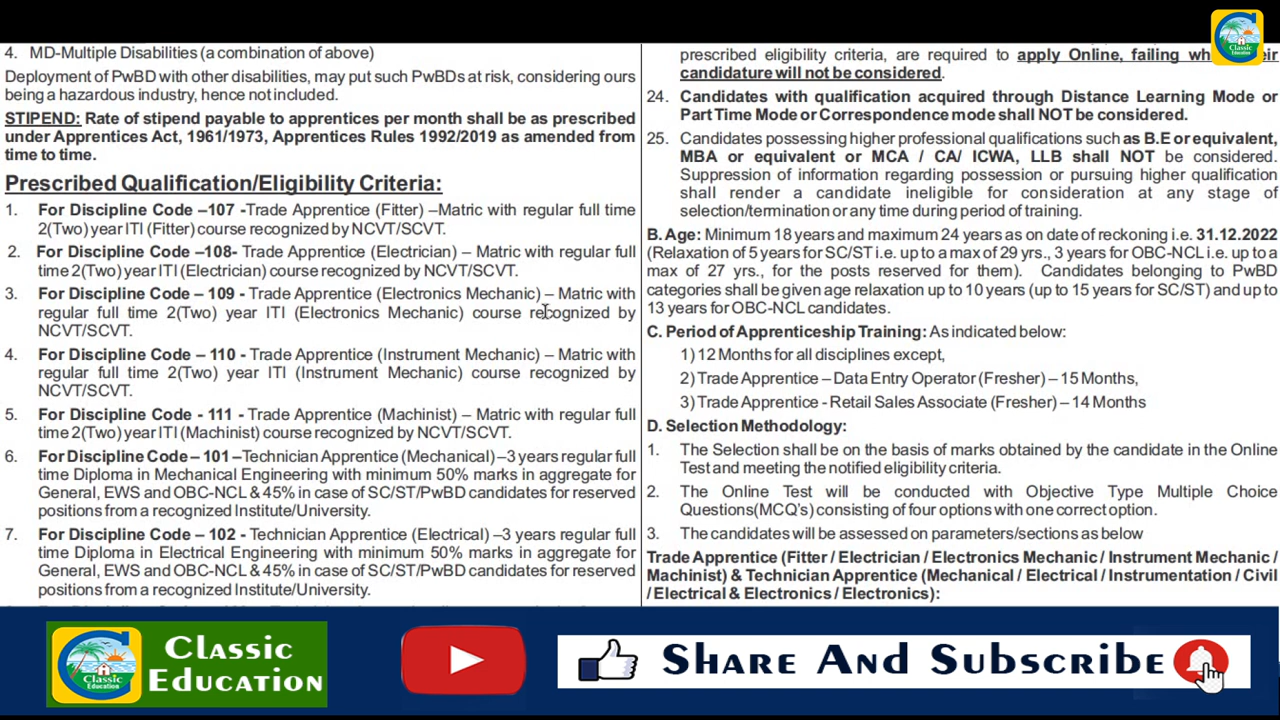 4. MD-Multiple Disabilities (a combination of above)
Deployment of PwBD with other disabilities, may put such PwBDs at risk, considering ours
being a hazardous industry, hence not included.
STIPEND: Rate of stipend payable to apprentices per month shall be as prescribed
under Apprentices Act, 1961/1973, Apprentices Rules 1992/2019 as amended from
time to time.
Prescribed Qualification/Eligibility Criteria:
1. For Discipline Code –107 -Trade Apprentice (Fitter) –Matric with regular full time
2(Two) year ITI (Fitter) course recognized by NCVT/SCVT.
2. For Discipline Code –108- Trade Apprentice (Electrician) – Matric with regular full
time 2(Two) year ITI (Electrician) course recognized by NCVT/SCVT.
3. For Discipline Code – 109 - Trade Apprentice (Electronics Mechanic) – Matric with
regular full time 2(Two) year ITI (Electronics Mechanic) course recognized by
NCVT/SCVT.
4. For Discipline Code – 110 - Trade Apprentice (Instrument Mechanic) – Matric with
regular full time 2(Two) year ITI (Instrument Mechanic) course recognized by
NCVT/SCVT.
5. For Discipline Code - 111 - Trade Apprentice (Machinist) – Matric with regular full
time 2(Two) year ITI (Machinist) course recognized by NCVT/SCVT.
6. For Discipline Code – 101 –Technician Apprentice (Mechanical) –3 years regular full
time Diploma in Mechanical Engineering with minimum 50% marks in aggregate for
General, EWS and OBC-NCL & 45% in case of SC/ST/PwBD candidates for reserved
positions from a recognized Institute/University.
7. For Discipline Code – 102 - Technician Apprentice (Electrical) –3 years regular full
time Diploma in Electrical Engineering with minimum 50% marks in aggregate for
General, EWS and OBC-NCL & 45% in case of SC/ST/PwBD candidates for reserved
positions from a recognized Institute/University.
prescribed eligibility criteria, are required to apply Online, failing
candidature will not be considered.
24. Candidates with qualification acquired through Distance Learning Mode or
Part Time Mode or Correspondence mode shall NOT be considered.
25. Candidates possessing higher professional qualifications such as B.E or equivalent,
MBA or equivalent or MCA / CA/ ICWA, LLB shall NOT be considered.
Suppression of information regarding possession or pursuing higher qualification
shall render a candidate ineligible for consideration at any stage of
selection/termination or any time during period of training.
B. Age: Minimum 18 years and maximum 24 years as on date of reckoning i.e. 31.12.2022
(Relaxation of 5 years for SC/ST i.e. up to a max of 29 yrs., 3 years for OBC-NCL i.e. up to a
max of 27 yrs., for the posts reserved for them). Candidates belonging to PwBD
categories shall be given age relaxation up to 10 years (up to 15 years for SC/ST) and up to
13 years for OBC-NCL candidates.
C. Period of Apprenticeship Training: As indicated below:
1) 12 Months for all disciplines except,
2) Trade Apprentice – Data Entry Operator (Fresher) – 15 Months,
3) Trade Apprentice - Retail Sales Associate (Fresher) – 14 Months
D. Selection Methodology:
1. The Selection shall be on the basis of marks obtained by the candidate in the Online
Test and meeting the notified eligibility criteria.
2. The Online Test will be conducted with Objective Type Multiple Choice
Questions(MCQ's) consisting of four options with one correct option.
3. The candidates will be assessed on parameters/sections as below
Trade Apprentice (Fitter / Electrician / Electronics Mechanic / Instrument Mechanic /
Machinist) & Technician Apprentice (Mechanical / Electrical / Instrumentation / Civil
/ Electrical & Electronics / Electronics):
Classic
Education
Classic
Education
Classic
Education
Share And Subscribe